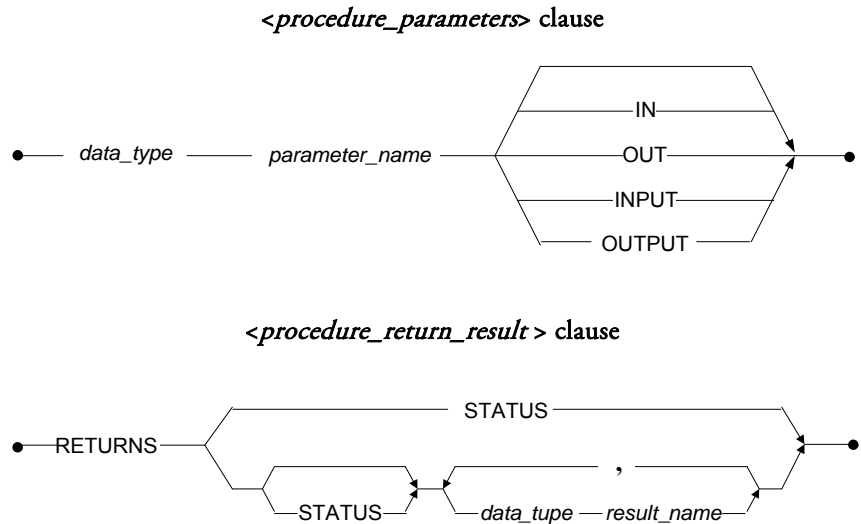 <procedure_parameters> clause
IN
data_type parameter_name OUT
INPUT
OUTPUT
<procedure_return_result > clause
STATUS
RETURNS
,
STATUS data_tupe result_name